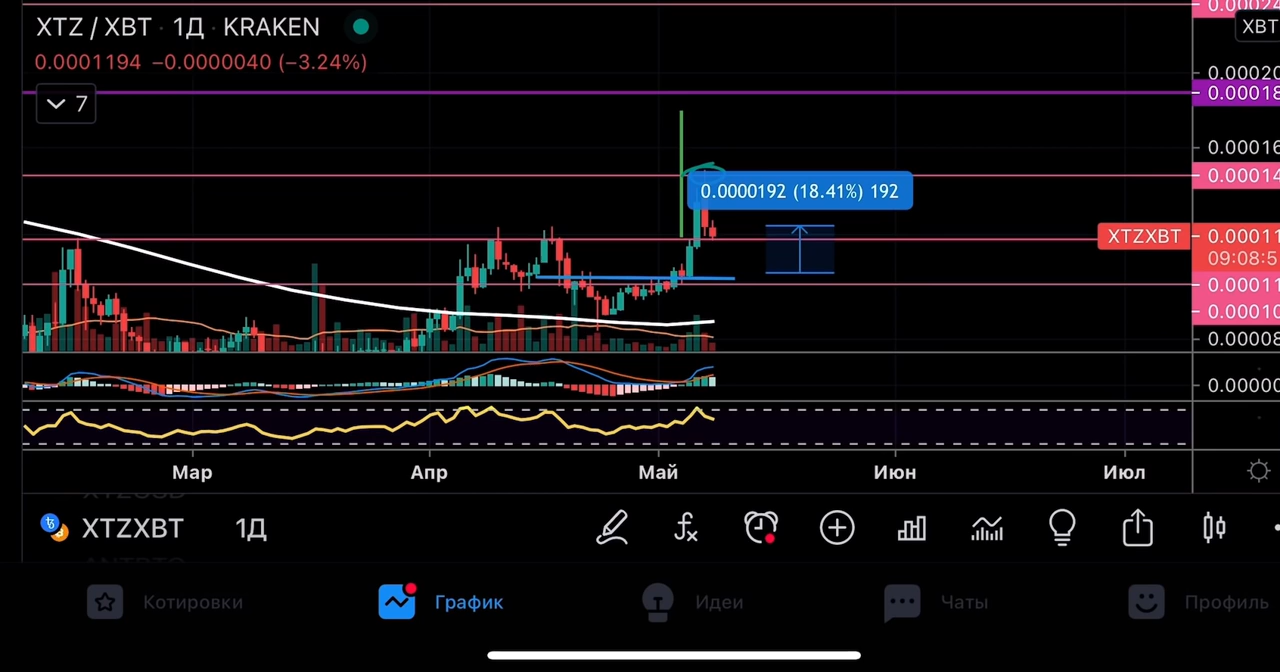 XTZ / XBT · 1Д · KRAKEN
0.0001194 −0.0000040 (−3.24%)
7
XBT
0.00020
0.00018
0.00016
0.00014
0.0000192 (18.41%) 192
XTZXBT
0.00011
09:08:5
0.00011
0.00010
0.00008
0.00000
Мар
Апр
Май
Июн
Июл
XTZXBT
1Д
Котировки
График
Идеи
Чаты
Профиль